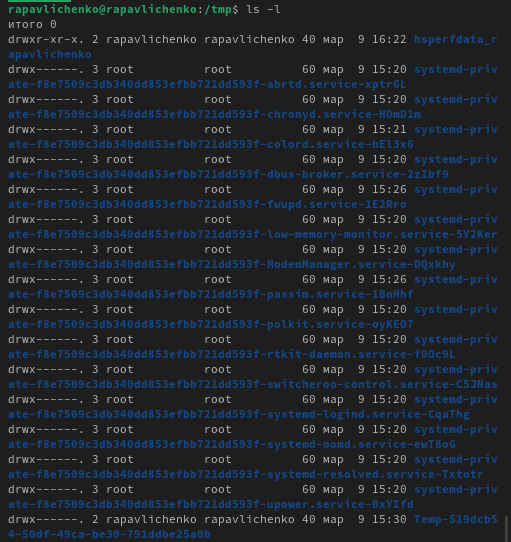 rapavlichenko@rapavlichenko:/tmp$ ls -l
итого 0
drwxr-xr-x. 2 rapavlichenko rapavlichenko 40 мар  9 16:22 hsperfdata_r
apavlichenko
drwx------. 3 root          root          60 мар  9 15:20 systemd-priv
ate-f8e7509c3db340dd853efbb721dd593f-abrtd.service-xptr6L
drwx------. 3 root          root          60 мар  9 15:20 systemd-priv
ate-f8e7509c3db340dd853efbb721dd593f-chronyd.service-HDmD1m
drwx------. 3 root          root          60 мар  9 15:21 systemd-priv
ate-f8e7509c3db340dd853efbb721dd593f-colord.service-hEl3x6
drwx------. 3 root          root          60 мар  9 15:20 systemd-priv
ate-f8e7509c3db340dd853efbb721dd593f-dbus-broker.service-2zIbf9
drwx------. 3 root          root          60 мар  9 15:26 systemd-priv
ate-f8e7509c3db340dd853efbb721dd593f-fwupd.service-1E2Rro
drwx------. 3 root          root          60 мар  9 15:20 systemd-priv
ate-f8e7509c3db340dd853efbb721dd593f-low-memory-monitor.service-5Y2Ker
drwx------. 3 root          root          60 мар  9 15:20 systemd-priv
ate-f8e7509c3db340dd853efbb721dd593f-ModemManager.service-DQxkhy
drwx------. 3 root          root          60 мар  9 15:26 systemd-priv
ate-f8e7509c3db340dd853efbb721dd593f-passim.service-1BnHhf
drwx------. 3 root          root          60 мар  9 15:20 systemd-priv
ate-f8e7509c3db340dd853efbb721dd593f-polkit.service-oyKEO7
drwx------. 3 root          root          60 мар  9 15:20 systemd-priv
ate-f8e7509c3db340dd853efbb721dd593f-rtkit-daemon.service-f0Oc9L
drwx------. 3 root          root          60 мар  9 15:20 systemd-priv
ate-f8e7509c3db340dd853efbb721dd593f-switcheroo-control.service-C5JNas
drwx------. 3 root          root          60 мар  9 15:20 systemd-priv
ate-f8e7509c3db340dd853efbb721dd593f-systemd-logind.service-CqaThg
drwx------. 3 root          root          60 мар  9 15:20 systemd-priv
ate-f8e7509c3db340dd853efbb721dd593f-systemd-oomd.service-ewT8oG
drwx------. 3 root          root          60 мар  9 15:20 systemd-priv
ate-f8e7509c3db340dd853efbb721dd593f-systemd-resolved.service-Txtotr
drwx------. 3 root          root          60 мар  9 15:20 systemd-priv
ate-f8e7509c3db340dd853efbb721dd593f-upower.service-0xYIfd
drwx------. 2 rapavlichenko rapavlichenko 40 мар  9 15:30 Temp-519dcb5
4-50df-49ca-be30-791ddbe25a0b